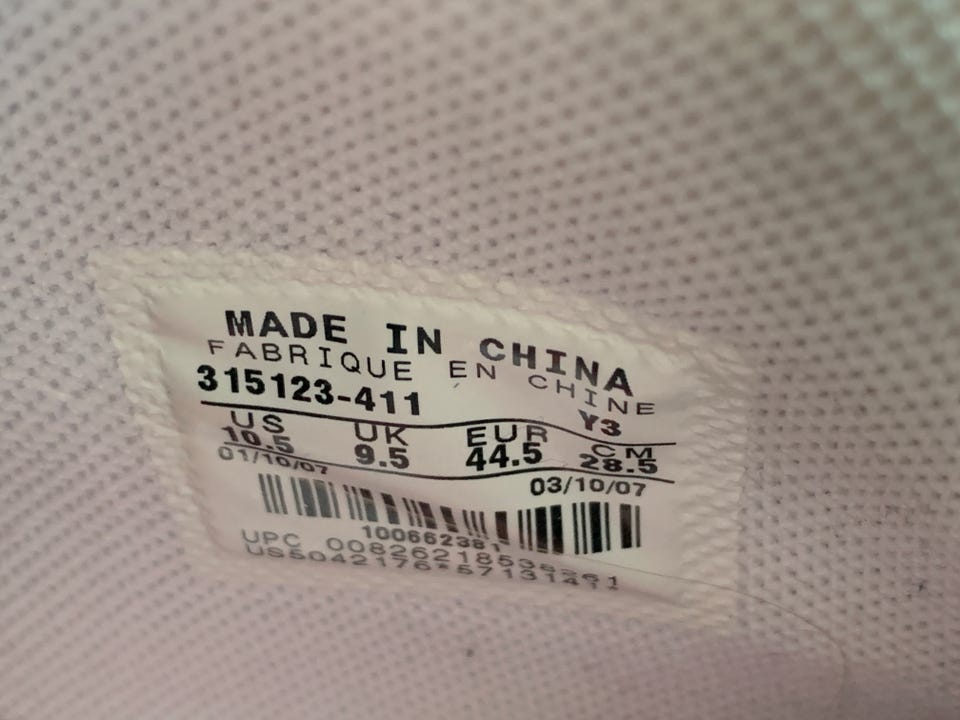 MADE IN CHINA
FABRIQUE EN CHINE
315123-411 Y3
US UK EUR CM
10.5 9.5 44.5 28.5
01/10/07 03/10/07
100662381
UPC